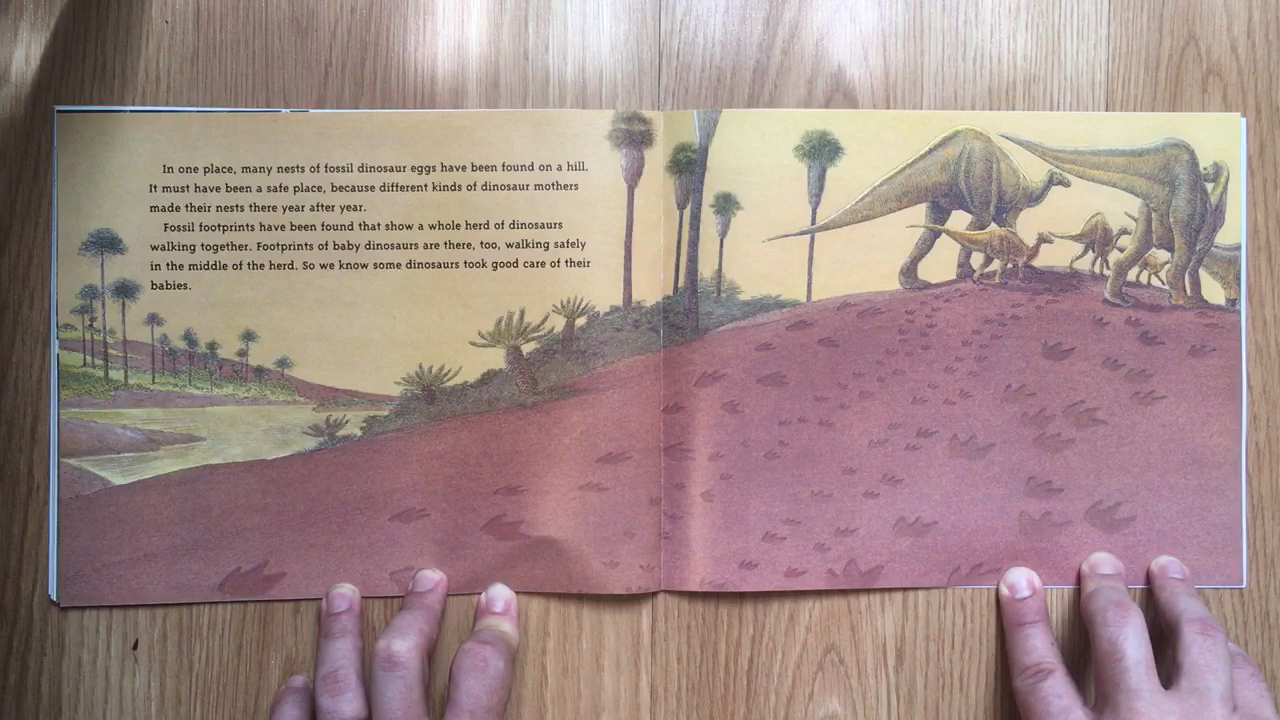 In one place, many nests of fossil dinosaur eggs have been found on a hill.
It must have been a safe place, because different kinds of dinosaur mothers
made their nests there year after year.
Fossil footprints have been found that show a whole herd of dinosaurs
walking together. Footprints of baby dinosaurs are there, too, walking safely
in the middle of the herd. So we know some dinosaurs took good care of their
babies.